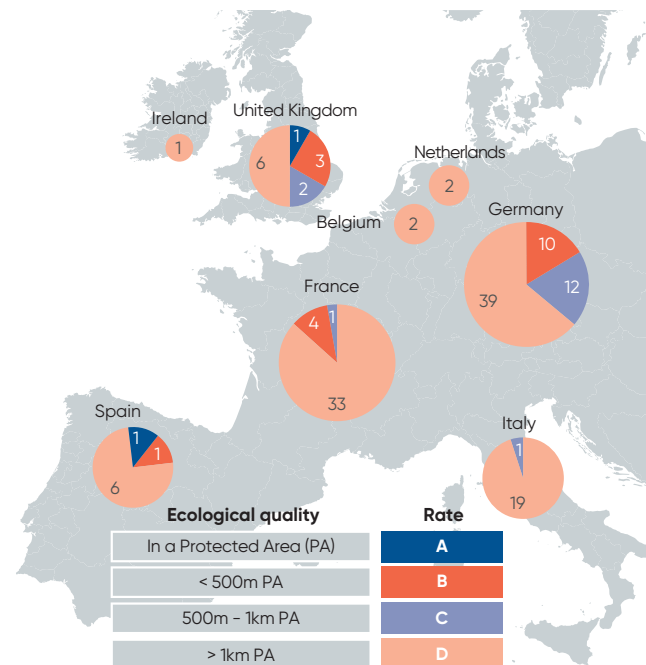 Ireland
1
United Kingdom
1
3
2
6
Netherlands
2
Belgium
2
Germany
10
12
39
France
1
4
33
Spain
1
1
6
Italy
1
19
Ecological quality Rate
In a Protected Area (PA) A
< 500m PA B
500m - 1km PA C
> 1km PA D